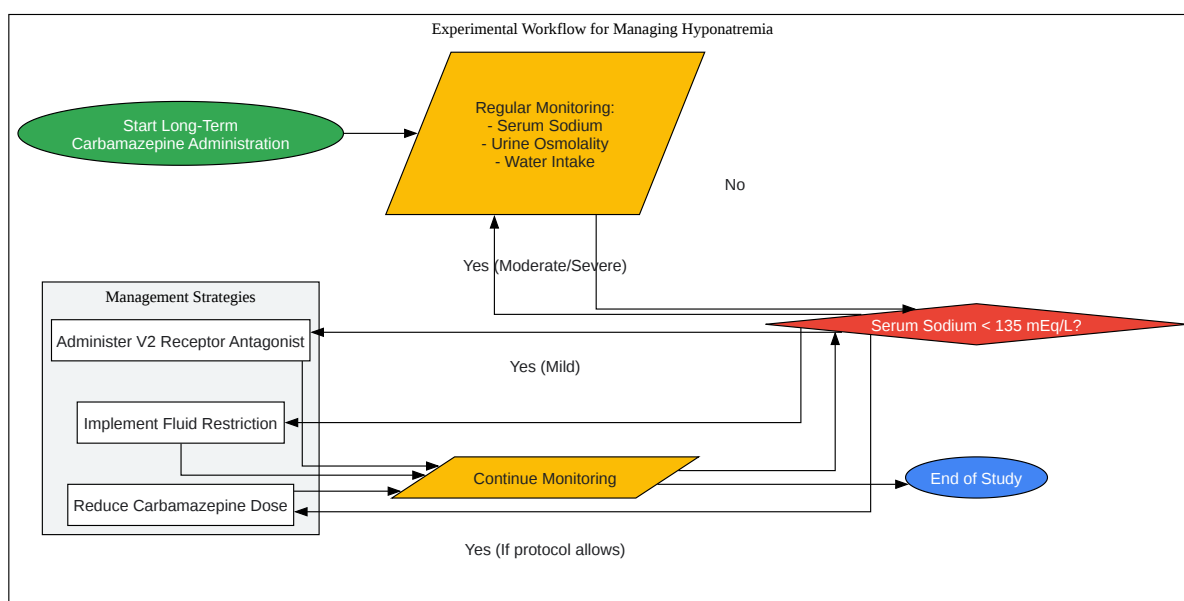 Experimental Workflow for Managing Hyponatremia
Start Long-Term
Carbamazepine Administration
Regular Monitoring:
- Serum Sodium
- Urine Osmolality
- Water Intake
No
Yes (Moderate/Severe)
Management Strategies
Administer V2 Receptor Antagonist
Serum Sodium < 135 mEq/L?
Yes (Mild)
Implement Fluid Restriction
Continue Monitoring
End of Study
Reduce Carbamazepine Dose
Yes (If protocol allows)